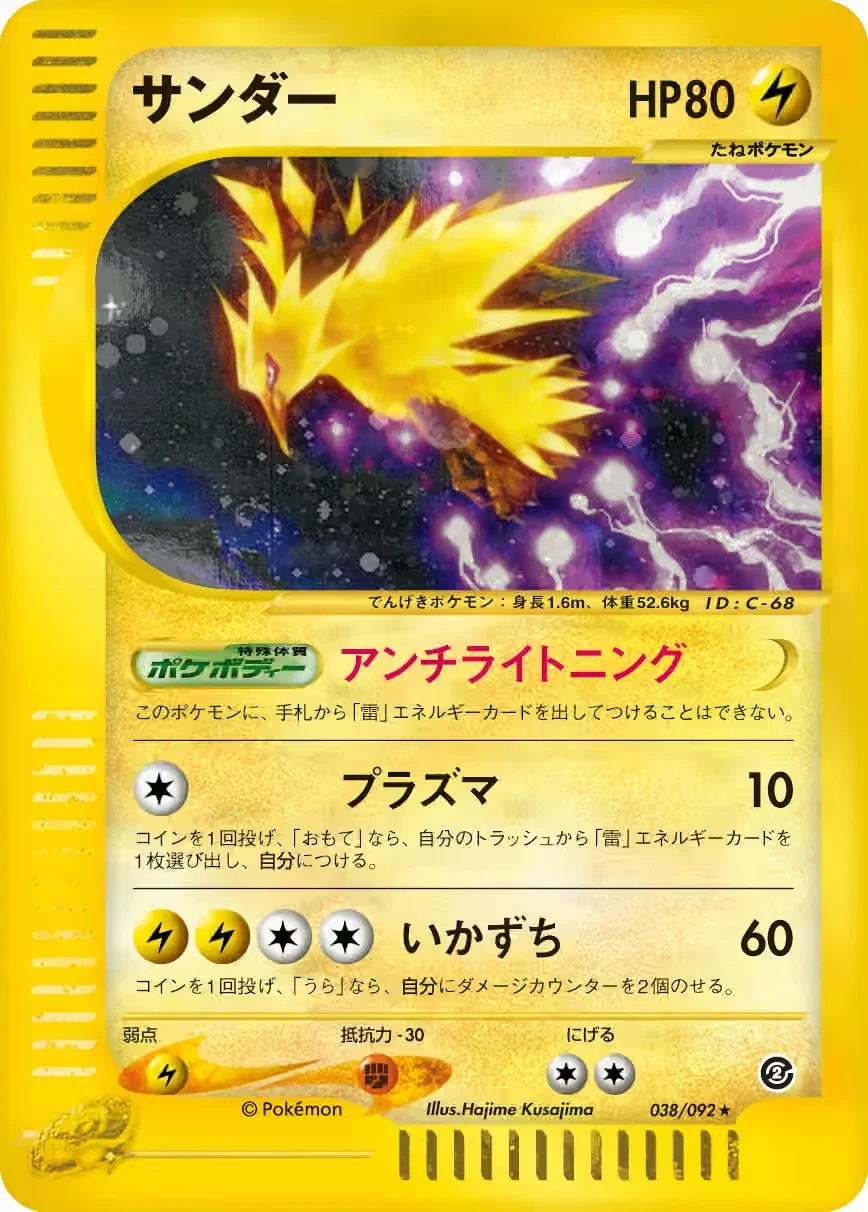 サンダー HP80
たねポケモン
でんげきポケモン：身長1.6m、体重52.6kg ID:C-68
特殊体質
ポケボディー アンチライトニング
このポケモンに、手札から「雷」エネルギーカードを出してつけることはできない。
プラズマ 10
コインを1回投げ、「おもて」なら、自分のトラッシュから「雷」エネルギーカードを
1枚選び出し、自分につける。
いかずち 60
コインを1回投げ、「うら」なら、自分にダメージカウンターを2個のせる。
弱点 抵抗力-30 にげる
2
© Pokémon Illus.Hajime Kusajima 038/092★